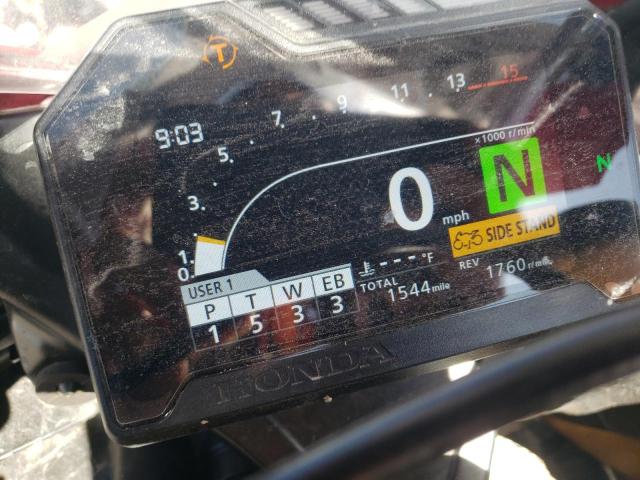 T
9:03
0 1 3. 5. 7. 9 11 13 15
x1000 r/min
0 mph
N
N
SIDE STAND
USER 1
P T W EB
1 5 3 3
---°F
TOTAL 1544 mile
REV 1760 r/min
HONDA